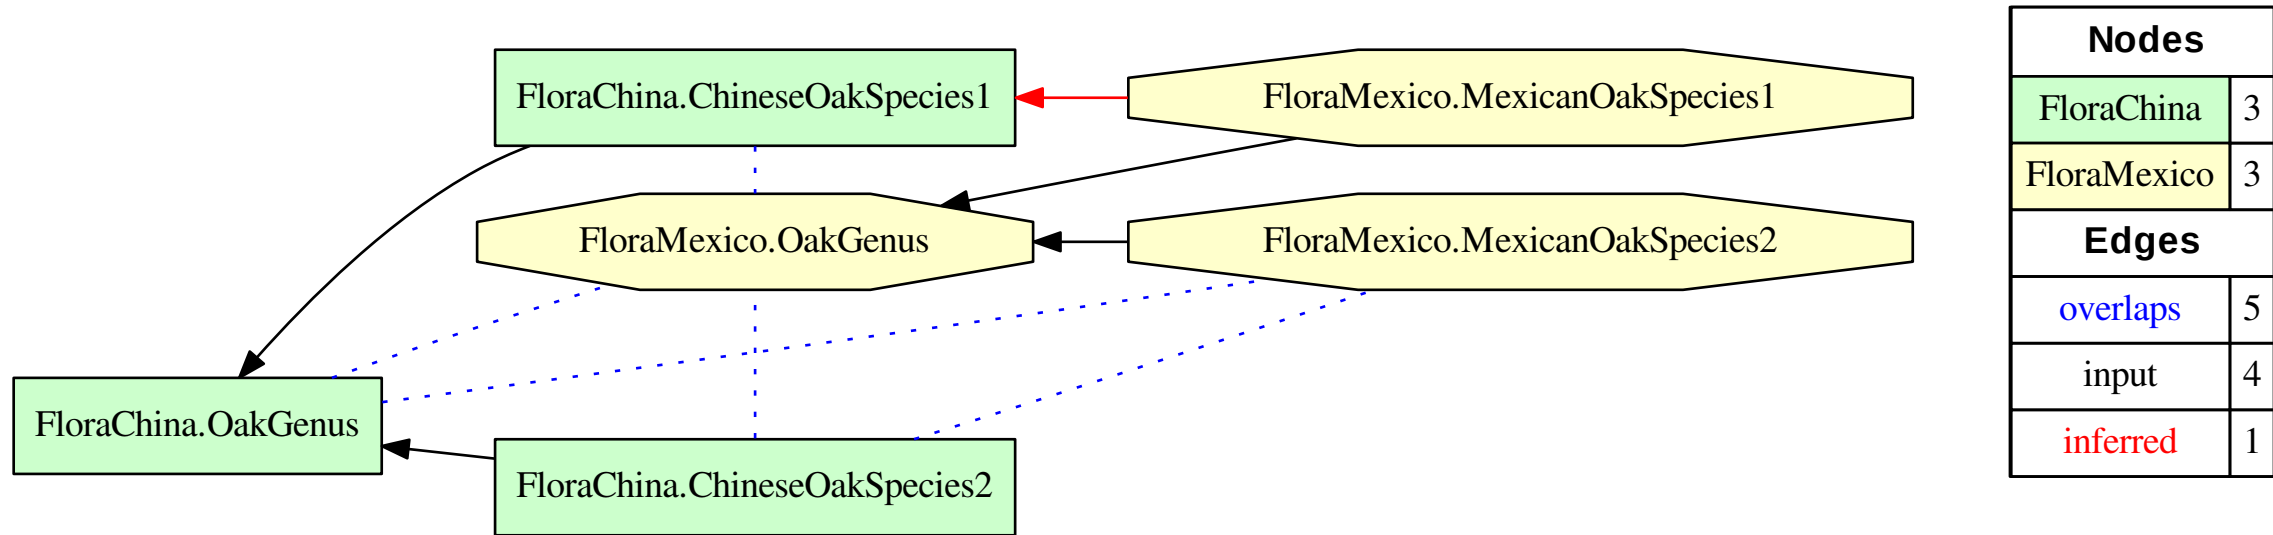 FloraChina.ChineseOakSpecies1
FloraMexico.MexicanOakSpecies1
FloraMexico.OakGenus
FloraMexico.MexicanOakSpecies2
FloraChina.OakGenus
FloraChina.ChineseOakSpecies2
Nodes
FloraChina 3
FloraMexico 3
Edges
overlaps 5
input 4
inferred 1